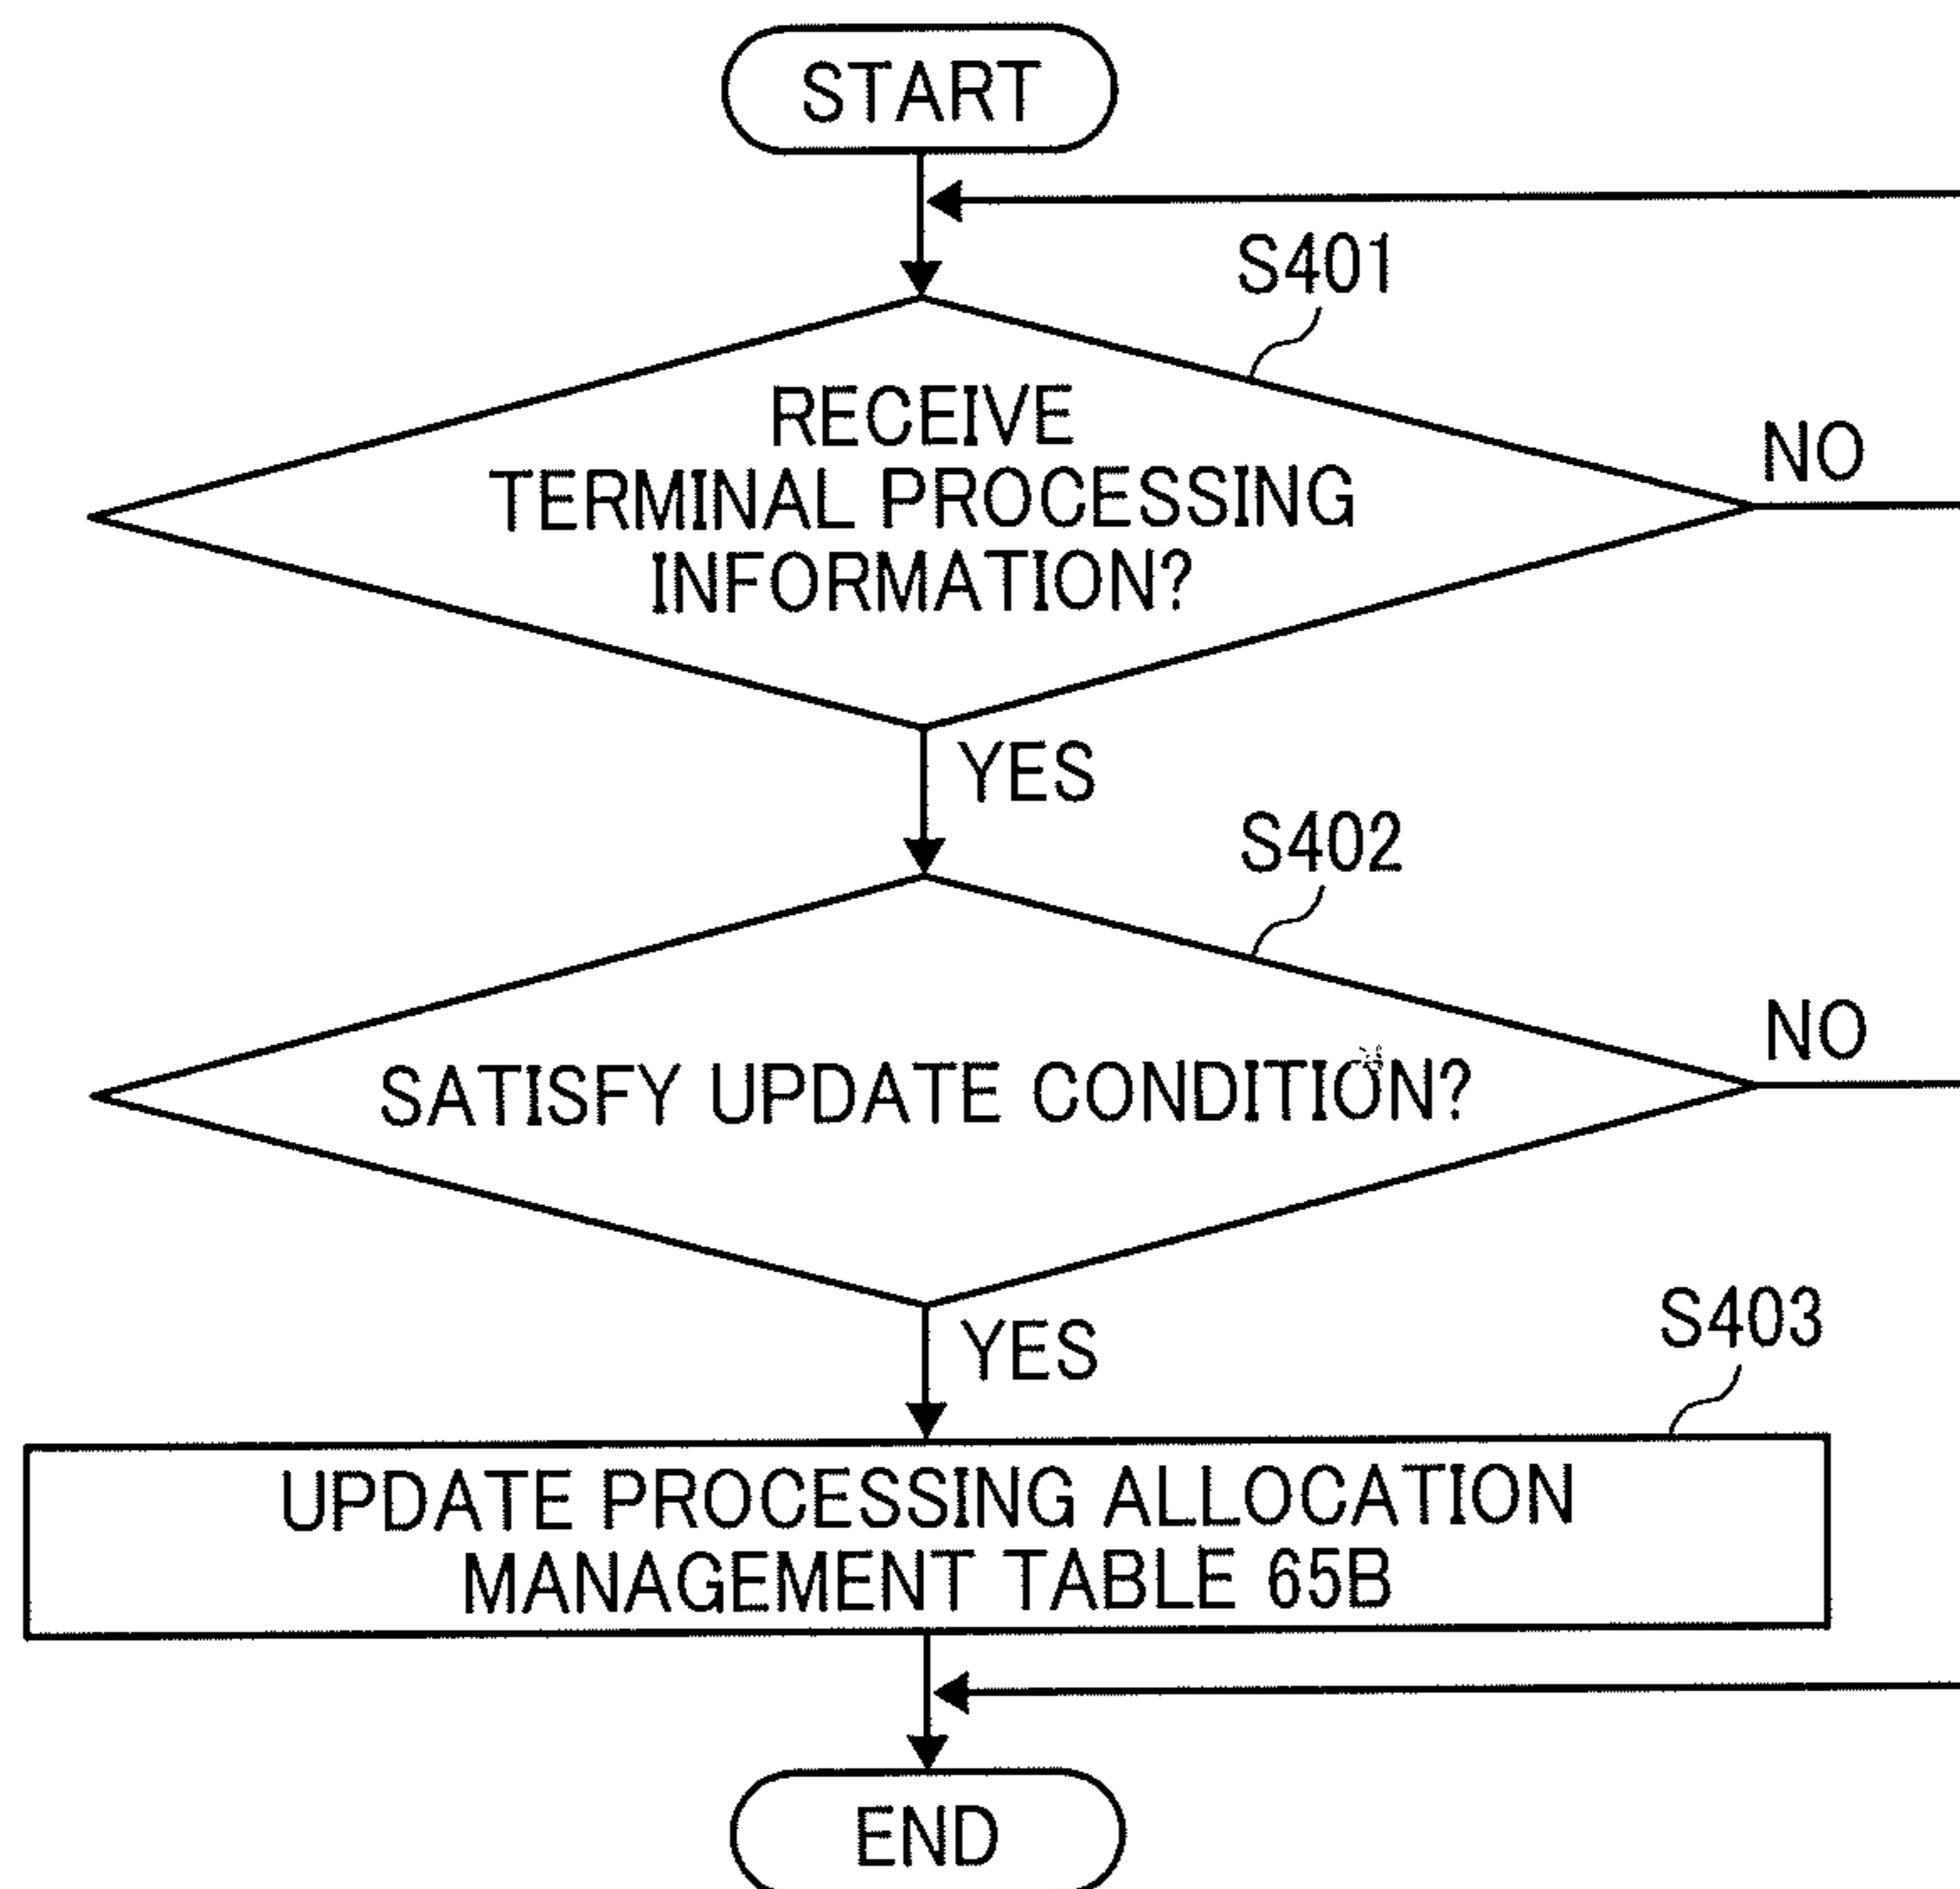 START
S401
RECEIVE
TERMINAL PROCESSING
INFORMATION?
NO
YES
S402
SATISFY UPDATE CONDITION?
NO
YES
S403
UPDATE PROCESSING ALLOCATION
MANAGEMENT TABLE 65B
END